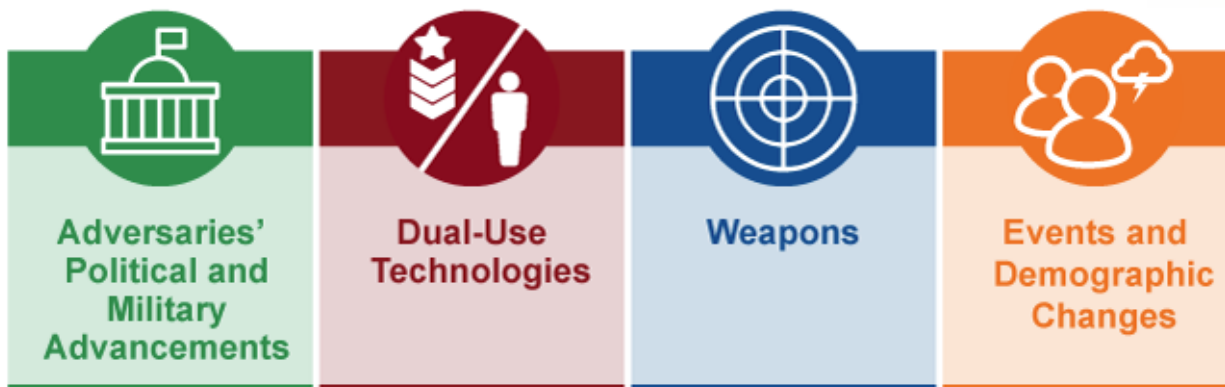 Adversaries’
Political and
Military
Advancements
Dual-Use
Technologies
Weapons
Events and
Demographic
Changes